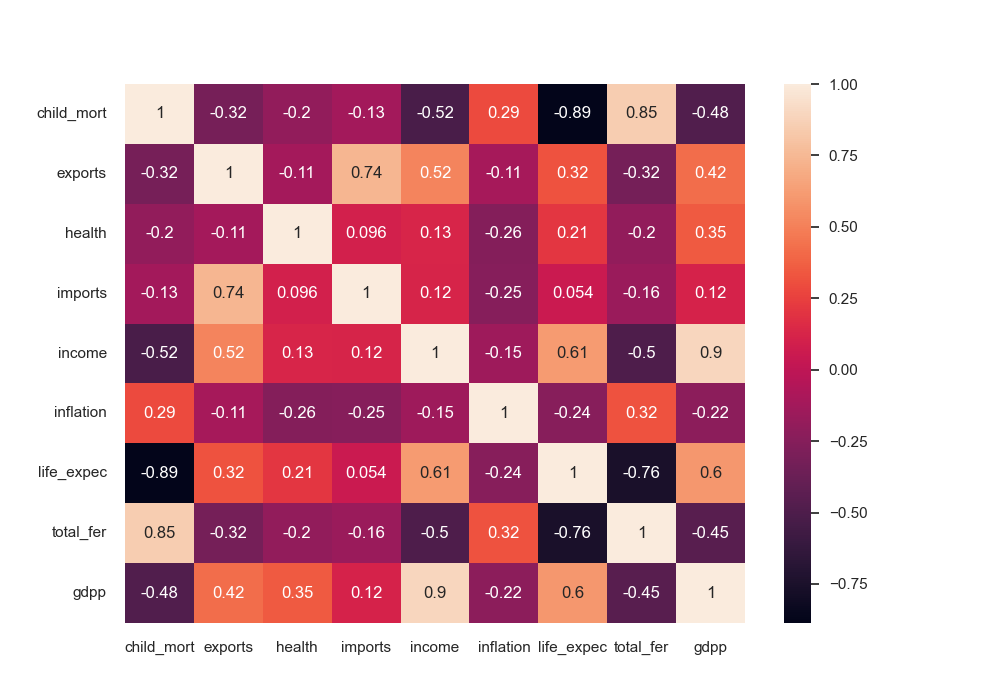 child_mort 1 -0.32 -0.2 -0.13 -0.52 0.29 -0.89 0.85 -0.48
exports -0.32 1 -0.11 0.74 0.52 -0.11 0.32 -0.32 0.42
health -0.2 -0.11 1 0.096 0.13 -0.26 0.21 -0.2 0.35
imports -0.13 0.74 0.096 1 0.12 -0.25 0.054 -0.16 0.12
income -0.52 0.52 0.13 0.12 1 -0.15 0.61 -0.5 0.9
inflation 0.29 -0.11 -0.26 -0.25 -0.15 1 -0.24 0.32 -0.22
life_expec -0.89 0.32 0.21 0.054 0.61 -0.24 1 -0.76 0.6
total_fer 0.85 -0.32 -0.2 -0.16 -0.5 0.32 -0.76 1 -0.45
gdpp -0.48 0.42 0.35 0.12 0.9 -0.22 0.6 -0.45 1
child_mort exports health imports income inflation life_expec total_fer gdpp
1.00
0.75
0.50
0.25
0.00
−0.25
−0.50
−0.75